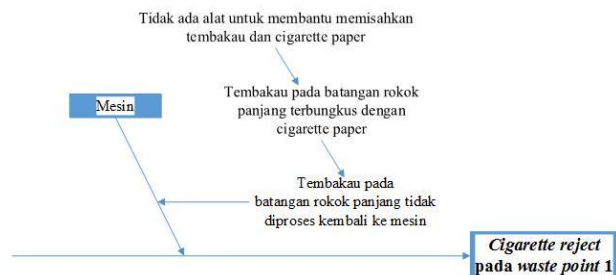 Tidak ada alat untuk membantu memisahkan
tembakau dan cigarette paper
Tembakau pada batangan rokok
panjang terbungkus dengan
cigarette paper
Mesin
Tembakau pada
batangan rokok panjang tidak
diproses kembali ke mesin
Cigarette reject
pada waste point 1